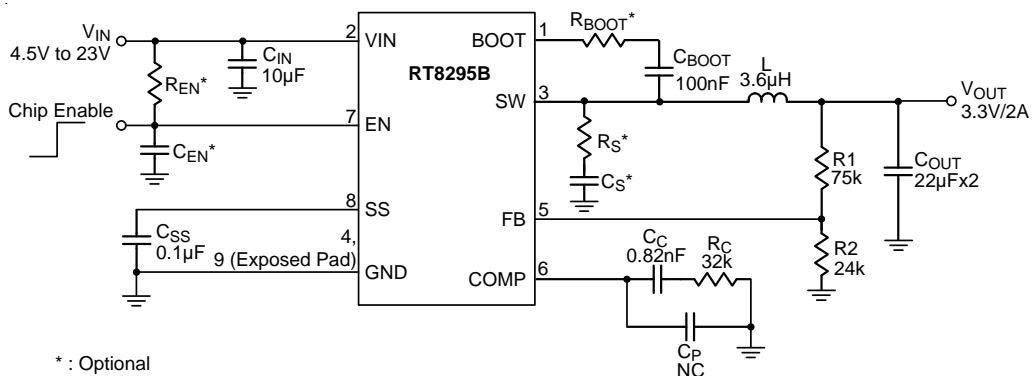 VIN
4.5V to 23V
REN*
CIN
10µF
Chip Enable
CEN*
CSS
0.1µF
2
7
8
4,
9 (Exposed Pad)
VIN
EN
SS
GND
RT8295B
BOOT
SW
FB
COMP
1
3
5
6
RBOOT*
CBOOT
100nF
L
3.6µH
RS*
CS*
VOUT
3.3V/2A
R1
75k
COUT
22µFx2
R2
24k
CC
0.82nF
RC
32k
CP
NC
* : Optional